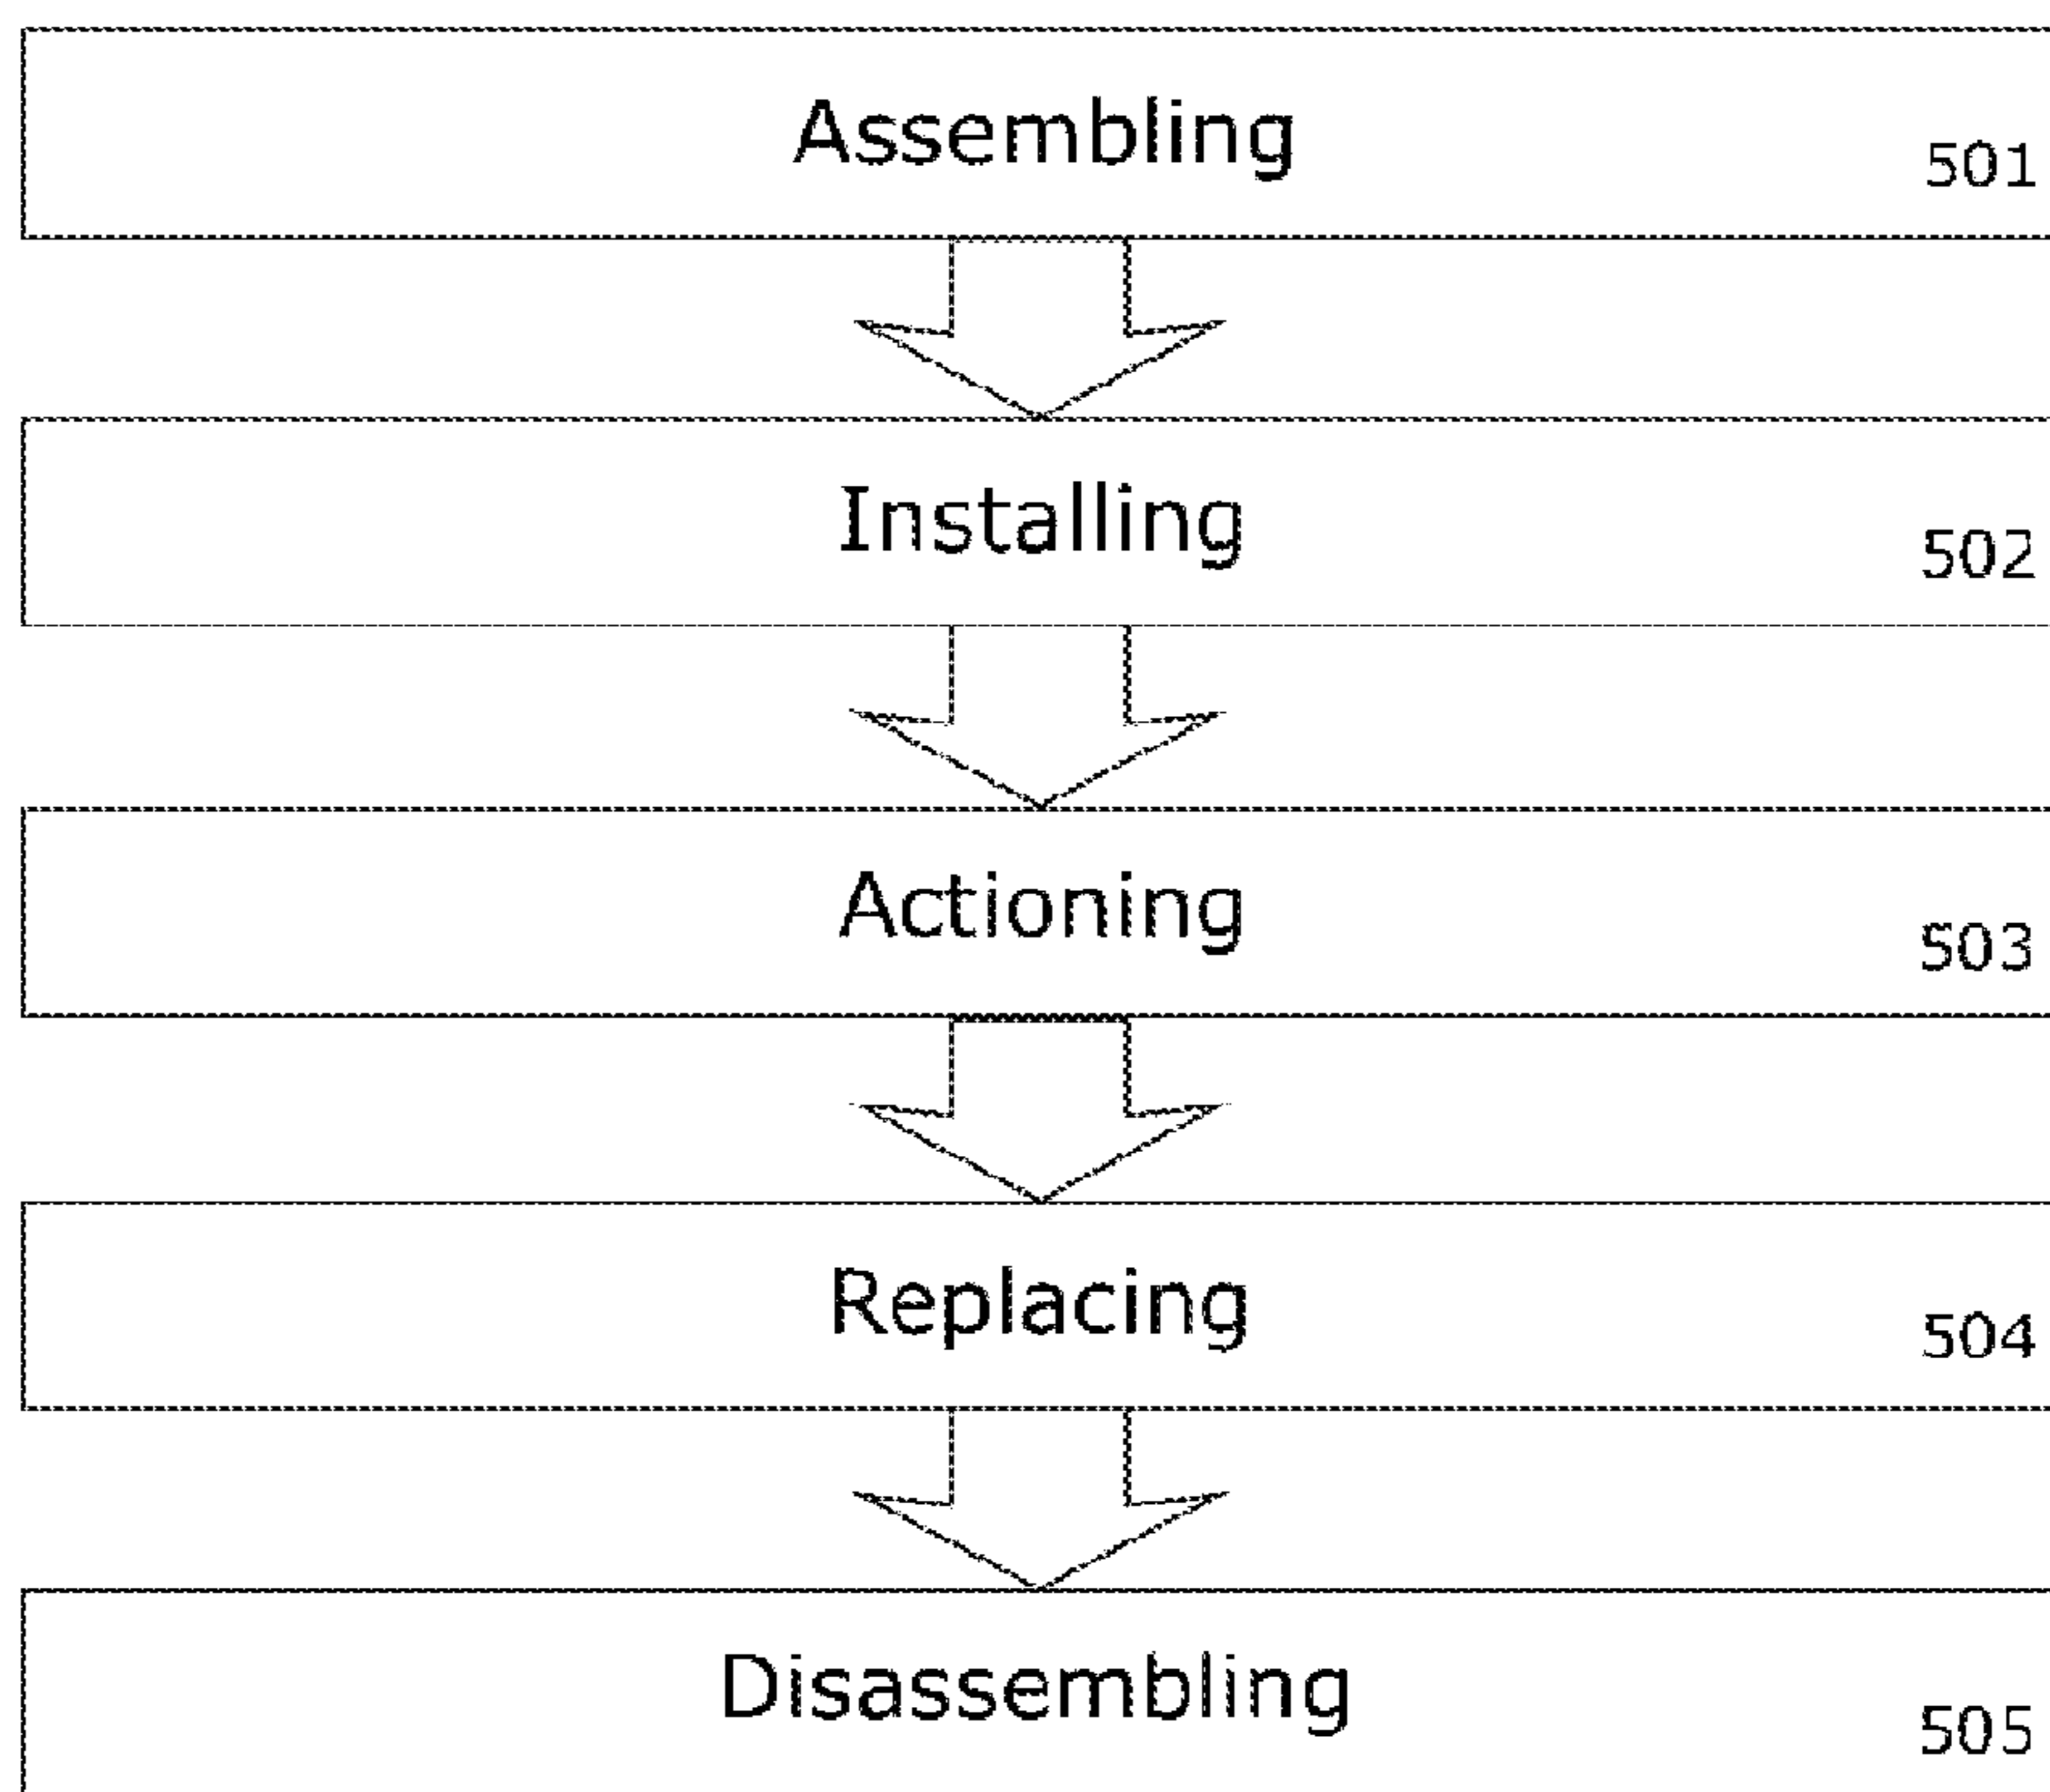 Assembling
501
Installing
502
Actioning
503
Replacing
504
Disassembling
505